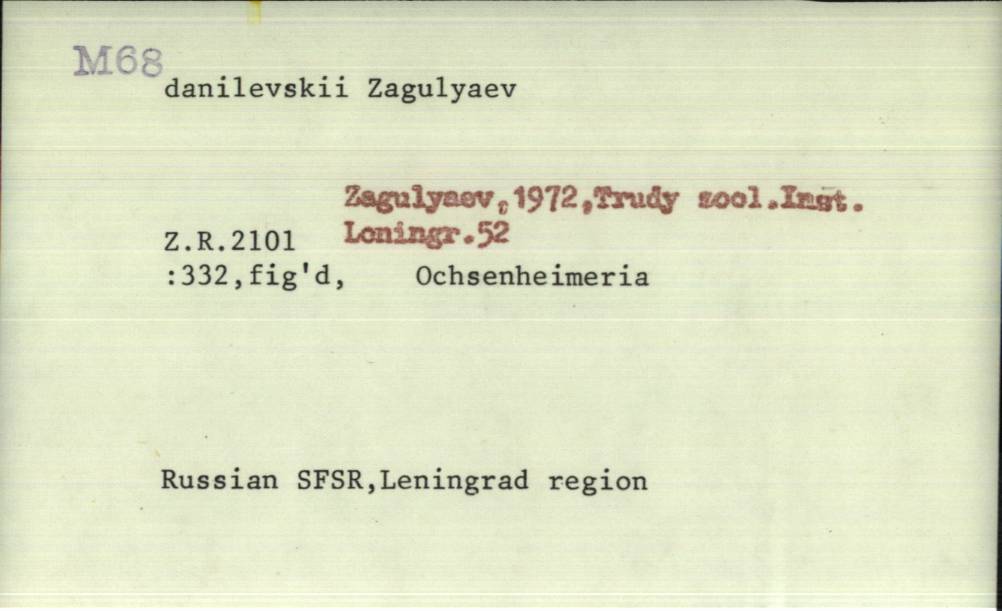 M68
danilevskii Zagulyaev
Zagulyaev,1972,Trudy zool.Inst.
Leningr.52
Z.R.2101
:332,fig'd, Ochsenheimeria
Russian SFSR,Leningrad region